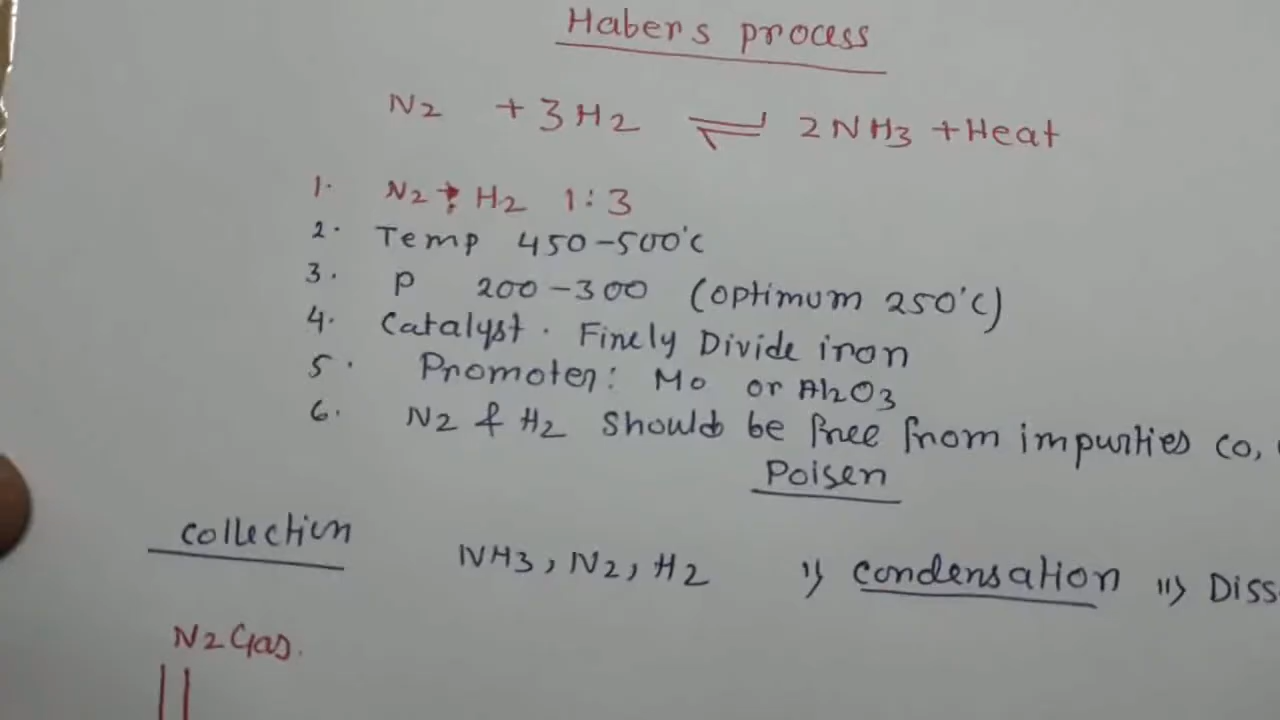 Habers process
N2 +3H2 ⇌ 2NH3 +Heat
1. N2 : H2 1:3
2. Temp 450-500°C
3. P 200-300 (optimum 250°C)
4. Catalyst. Finely Divide iron
5. Promoter: Mo or Al2O3
6. N2 & H2 should be free from impurties CO,
Poisen
collection NH3, N2, H2 i) condensation ii) Diss
N2 Gas.